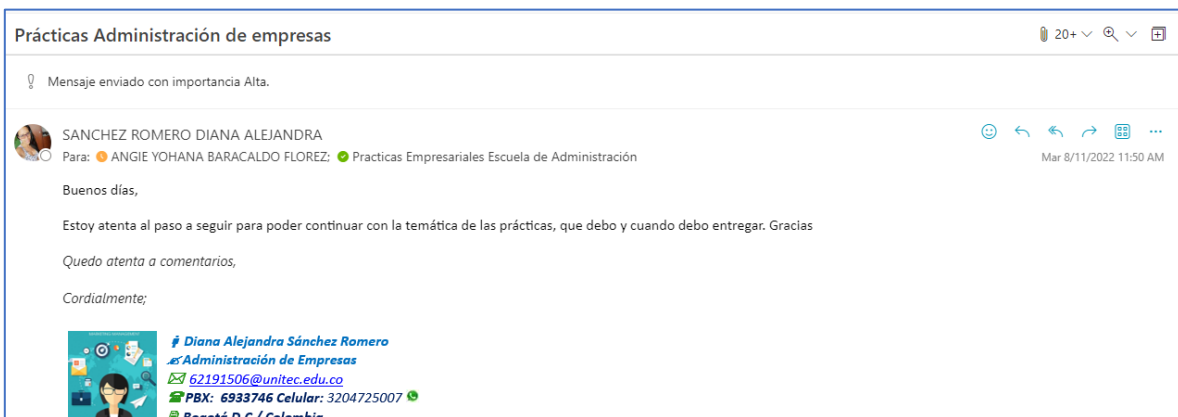 Prácticas Administración de empresas
20+
Mensaje enviado con importancia Alta.
SANCHEZ ROMERO DIANA ALEJANDRA
Para: ANGIE YOHANA BARACALDO FLOREZ; Practicas Empresariales Escuela de Administración
Mar 8/11/2022 11:50 AM
Buenos días,
Estoy atenta al paso a seguir para poder continuar con la temática de las prácticas, que debo y cuando debo entregar. Gracias
Quedo atenta a comentarios,
Cordialmente;
Diana Alejandra Sánchez Romero
Administración de Empresas
62191506@unitec.edu.co
PBX: 6933746 Celular: 3204725007
Bogotá D.C / Colombia